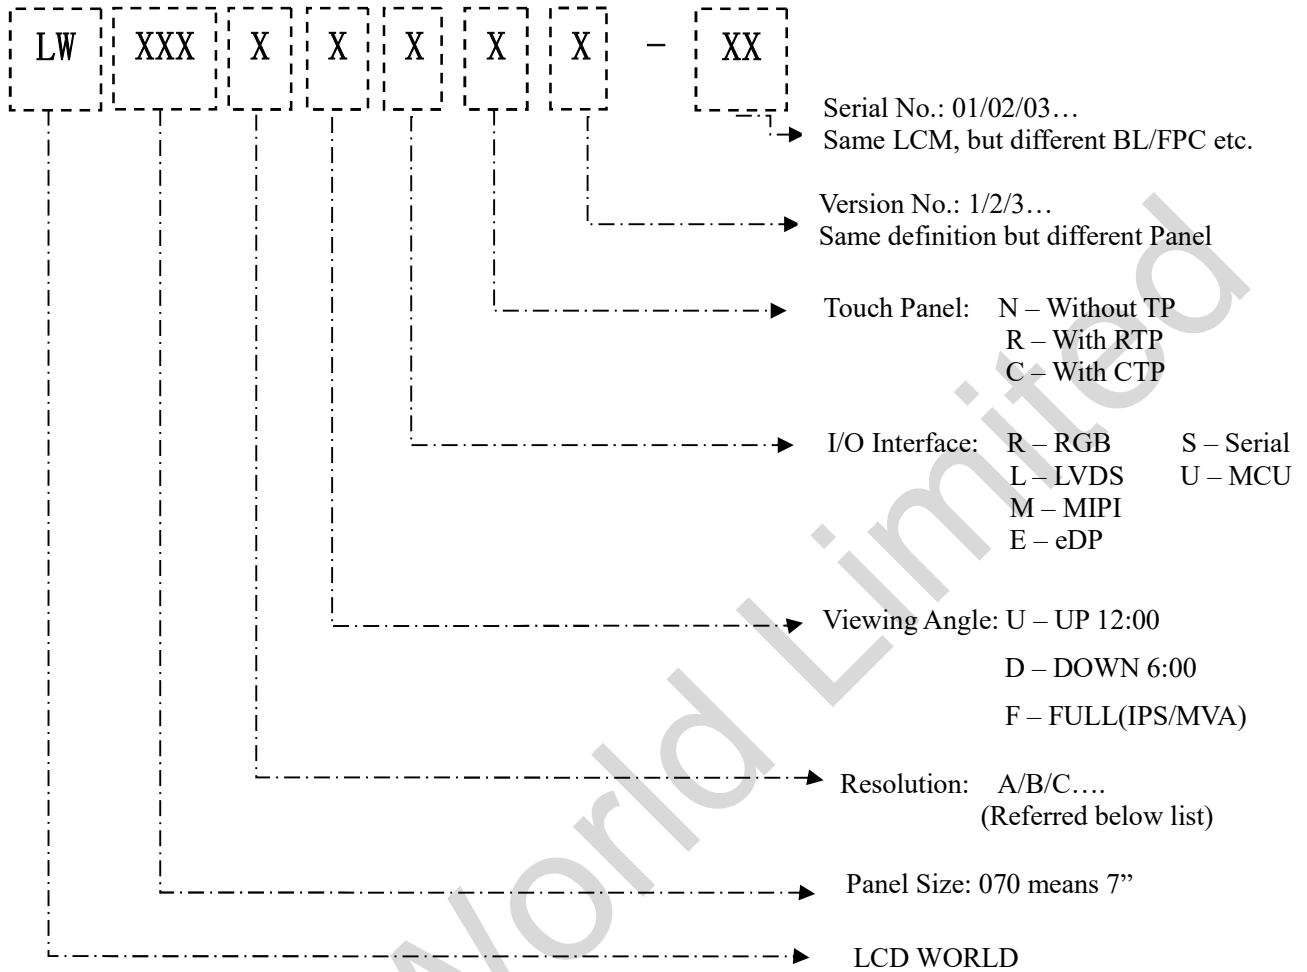 LW XXX X X X X X - XX
Serial No.: 01/02/03…
Same LCM, but different BL/FPC etc.
Version No.: 1/2/3…
Same definition but different Panel
Touch Panel: N – Without TP
R – With RTP
C – With CTP
I/O Interface: R – RGB S – Serial
L – LVDS U – MCU
M – MIPI
E – eDP
Viewing Angle: U – UP 12:00
D – DOWN 6:00
F – FULL(IPS/MVA)
Resolution: A/B/C….
(Referred below list)
Panel Size: 070 means 7”
LCD WORLD
World Limited